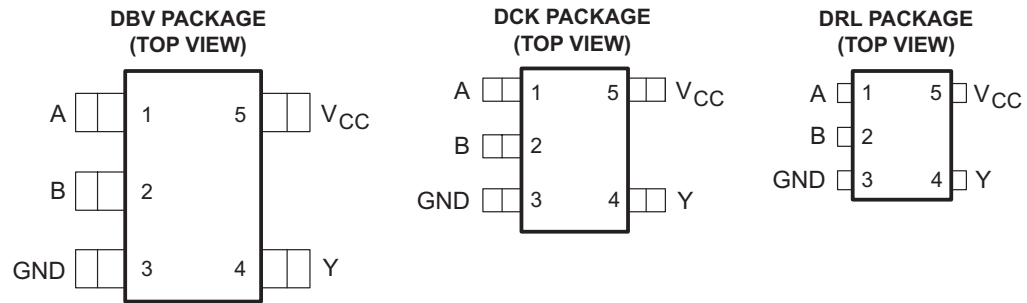 DBV PACKAGE
(TOP VIEW)
A 1 5 VCC
B 2
GND 3 4 Y
DCK PACKAGE
(TOP VIEW)
A 1 5 VCC
B 2
GND 3 4 Y
DRL PACKAGE
(TOP VIEW)
A 1 5 VCC
B 2
GND 3 4 Y